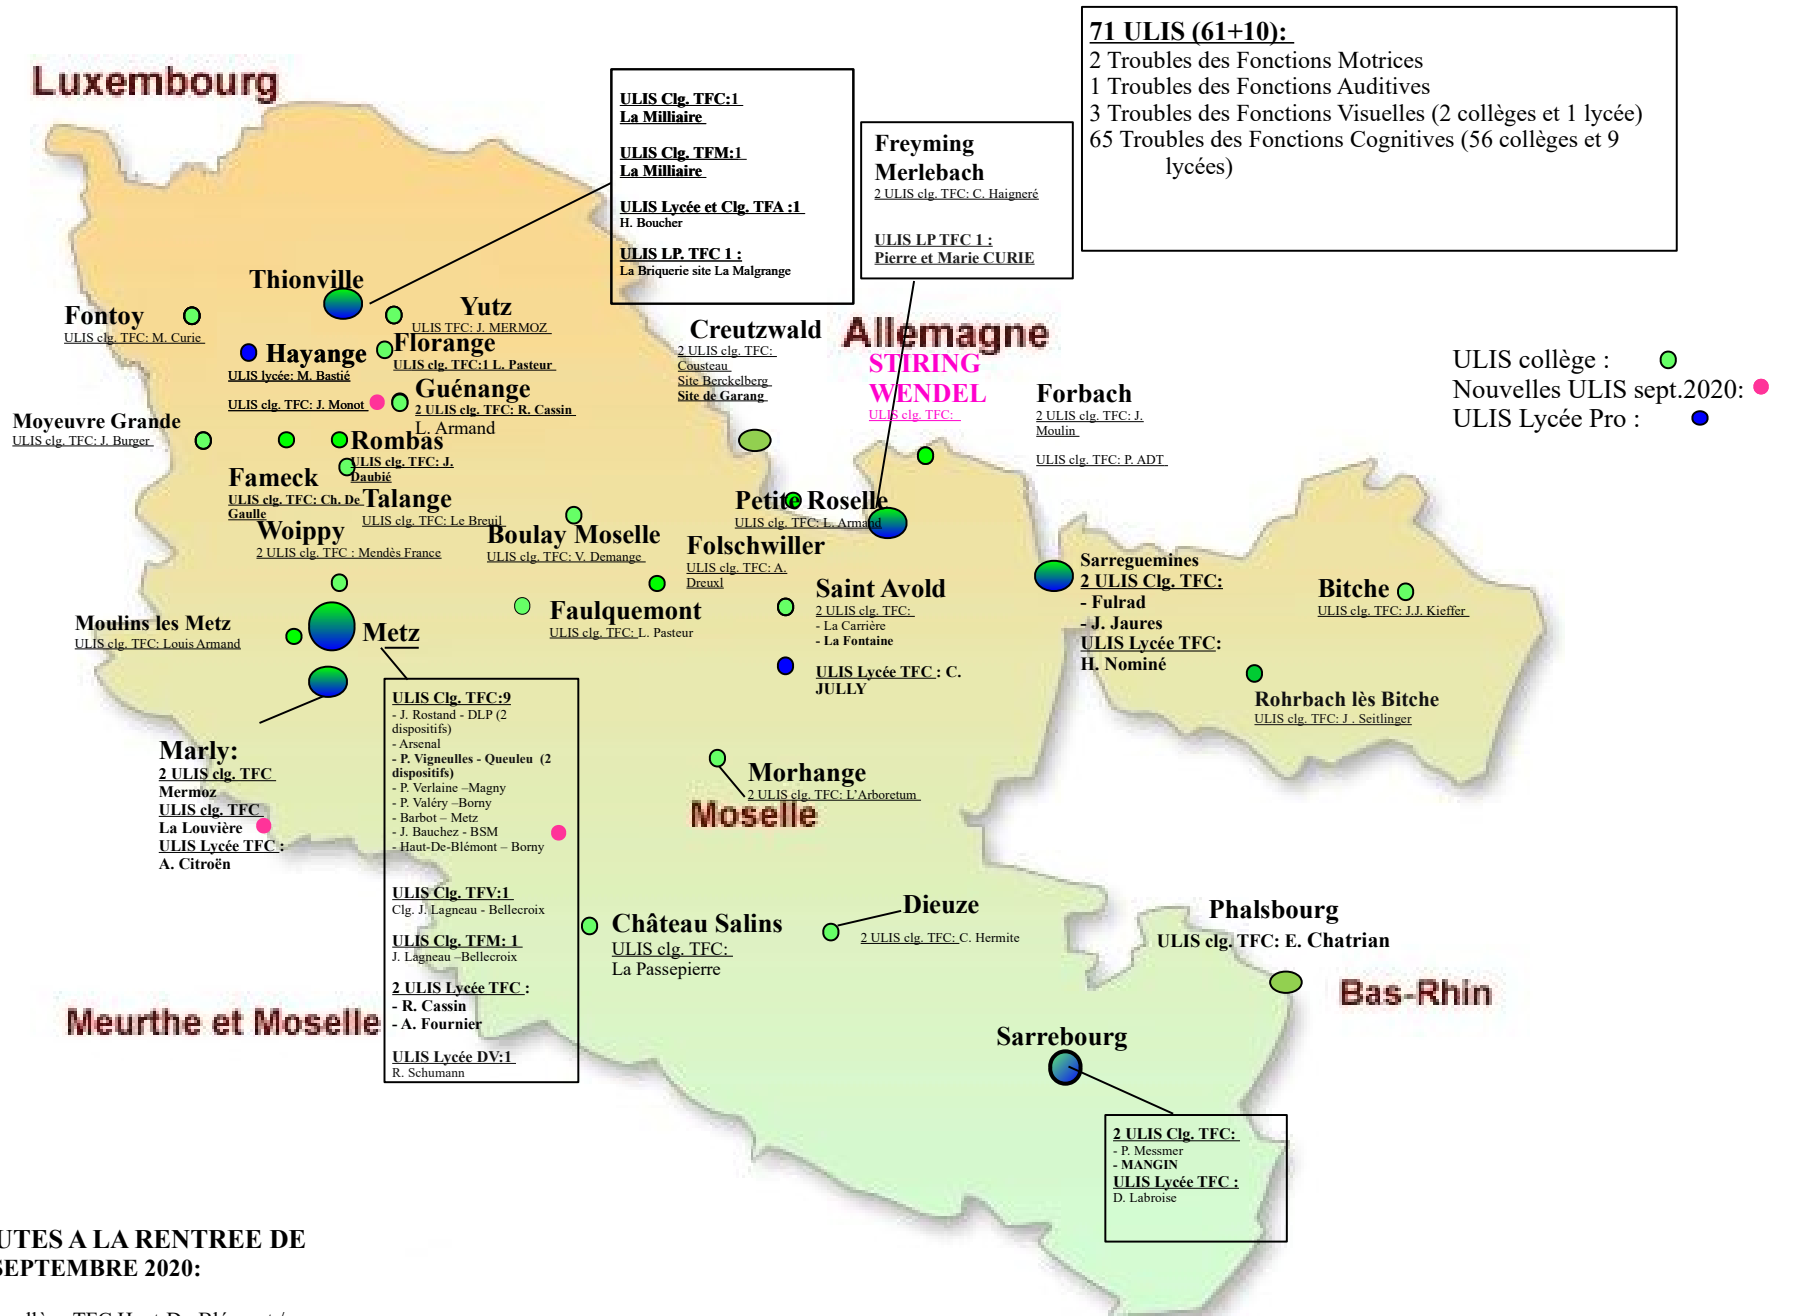 71 ULIS (61+10):
2 Troubles des Fonctions Motrices
1 Troubles des Fonctions Auditives
3 Troubles des Fonctions Visuelles (2 collèges et 1 lycée)
65 Troubles des Fonctions Cognitives (56 collèges et 9
lycées)
Luxembourg
ULIS Clg. TFC:1
La Milliaire
ULIS Clg. TFM:1
La Milliaire
ULIS Lycée et Clg. TFA :1
H. Boucher
ULIS LP. TFC 1 :
La Briquerie site La Malgrange
Freyming
Merlebach
2 ULIS clg. TFC: C. Haigneré
ULIS LP TFC 1 :
Pierre et Marie CURIE
Thionville
Fontoy
ULIS clg. TFC: M. Curie
Yutz
ULIS TFC: J. MERMOZ
Hayange
ULIS lycée: M. Bastié
ULIS clg. TFC: J. Monot
Florange
ULIS clg. TFC:1 L. Pasteur
Guénange
2 ULIS clg. TFC: R. Cassin
L. Armand
Creutzwald
2 ULIS clg. TFC:
Cousteau
Site Berckelberg
Site de Garang
Allemagne
STIRING
WENDEL
ULIS clg. TFC:
Forbach
2 ULIS clg. TFC: J.
Moulin
ULIS clg. TFC: P. ADT
ULIS collège :
Nouvelles ULIS sept.2020:
ULIS Lycée Pro :
Moyeuvre Grande
ULIS clg. TFC: J. Burger
Rombas
ULIS clg. TFC: J.
Daubié
Fameck
ULIS clg. TFC: Ch. De
Gaulle
Talange
ULIS clg. TFC: Le Breuil
Woippy
2 ULIS clg. TFC : Mendès France
Boulay Moselle
ULIS clg. TFC: V. Demange
Petite Roselle
ULIS clg. TFC: L. Armand
Folschwiller
ULIS clg. TFC: A.
Dreuxl
Saint Avold
2 ULIS clg. TFC:
- La Carrière
- La Fontaine
ULIS Lycée TFC : C.
JULLY
Sarreguemines
2 ULIS Clg. TFC:
- Fulrad
- J. Jaures
ULIS Lycée TFC:
H. Nominé
Bitche
ULIS clg. TFC: J.J. Kieffer
Rohrbach lès Bitche
ULIS clg. TFC: J . Seitlinger
Moulins les Metz
ULIS clg. TFC: Louis Armand
Metz
Faulquemont
ULIS clg. TFC: L. Pasteur
ULIS Clg. TFC:9
- J. Rostand - DLP (2
dispositifs)
- Arsenal
- P. Vigneulles - Queuleu (2
dispositifs)
- P. Verlaine –Magny
- P. Valéry –Borny
- Barbot – Metz
- J. Bauchez - BSM
- Haut-De-Blémont – Borny
ULIS Clg. TFV:1
Clg. J. Lagneau - Bellecroix
ULIS Clg. TFM: 1
J. Lagneau –Bellecroix
2 ULIS Lycée TFC :
- R. Cassin
- A. Fournier
ULIS Lycée DV:1
R. Schumann
Marly:
2 ULIS clg. TFC
Mermoz
ULIS clg. TFC
La Louvière
ULIS Lycée TFC :
A. Citroën
Morhange
2 ULIS clg. TFC: L'Arboretum
Moselle
Château Salins
ULIS clg. TFC:
La Passepierre
Dieuze
2 ULIS clg. TFC: C. Hermite
Phalsbourg
ULIS clg. TFC: E. Chatrian
Bas-Rhin
Meurthe et Moselle
Sarrebourg
2 ULIS Clg. TFC:
- P. Messmer
- MANGIN
ULIS Lycée TFC :
D. Labroise
UTES A LA RENTREE DE
SEPTEMBRE 2020: